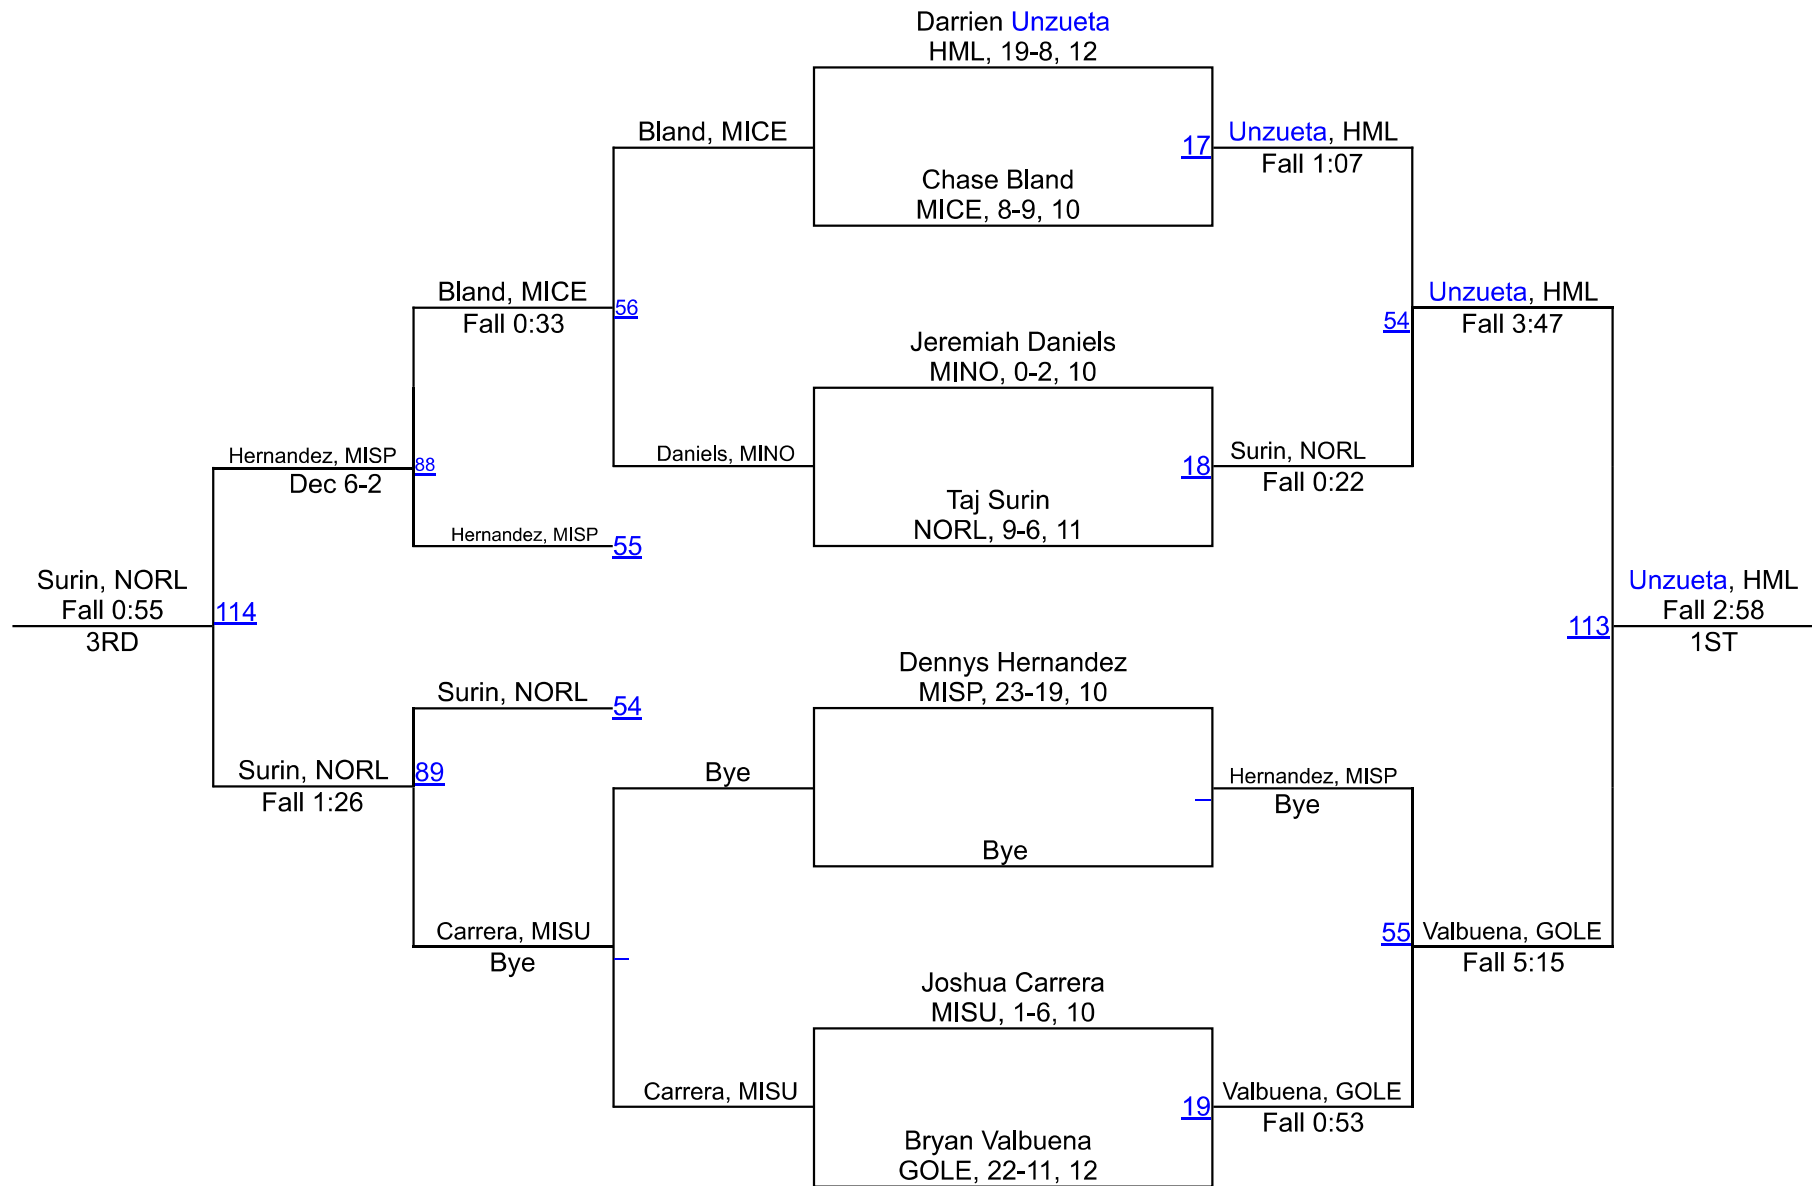 Darrien Unzueta
HML, 19-8, 12
Bland, MICE
17
Unzueta, HML
Fall 1:07
Chase Bland
MICE, 8-9, 10
Bland, MICE
Fall 0:33
56
54
Unzueta, HML
Fall 3:47
Jeremiah Daniels
MINO, 0-2, 10
Hernandez, MISP
Dec 6-2
88
Daniels, MINO
18
Surin, NORL
Fall 0:22
Taj Surin
NORL, 9-6, 11
Hernandez, MISP
55
Surin, NORL
Fall 0:55
3RD
114
113
Unzueta, HML
Fall 2:58
1ST
Dennys Hernandez
MISP, 23-19, 10
Surin, NORL
54
Surin, NORL
Fall 1:26
89
Bye
Hernandez, MISP
Bye
Bye
Carrera, MISU
Bye
55
Valbuena, GOLE
Fall 5:15
Joshua Carrera
MISU, 1-6, 10
Carrera, MISU
19
Valbuena, GOLE
Fall 0:53
Bryan Valbuena
GOLE, 22-11, 12